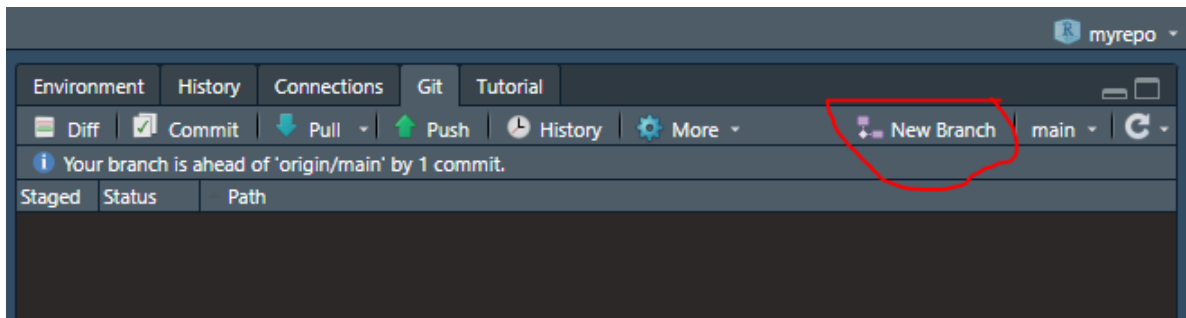 myrepo
Environment History Connections Git Tutorial
Diff Commit Pull Push History More New Branch main
Your branch is ahead of 'origin/main' by 1 commit.
Staged Status Path